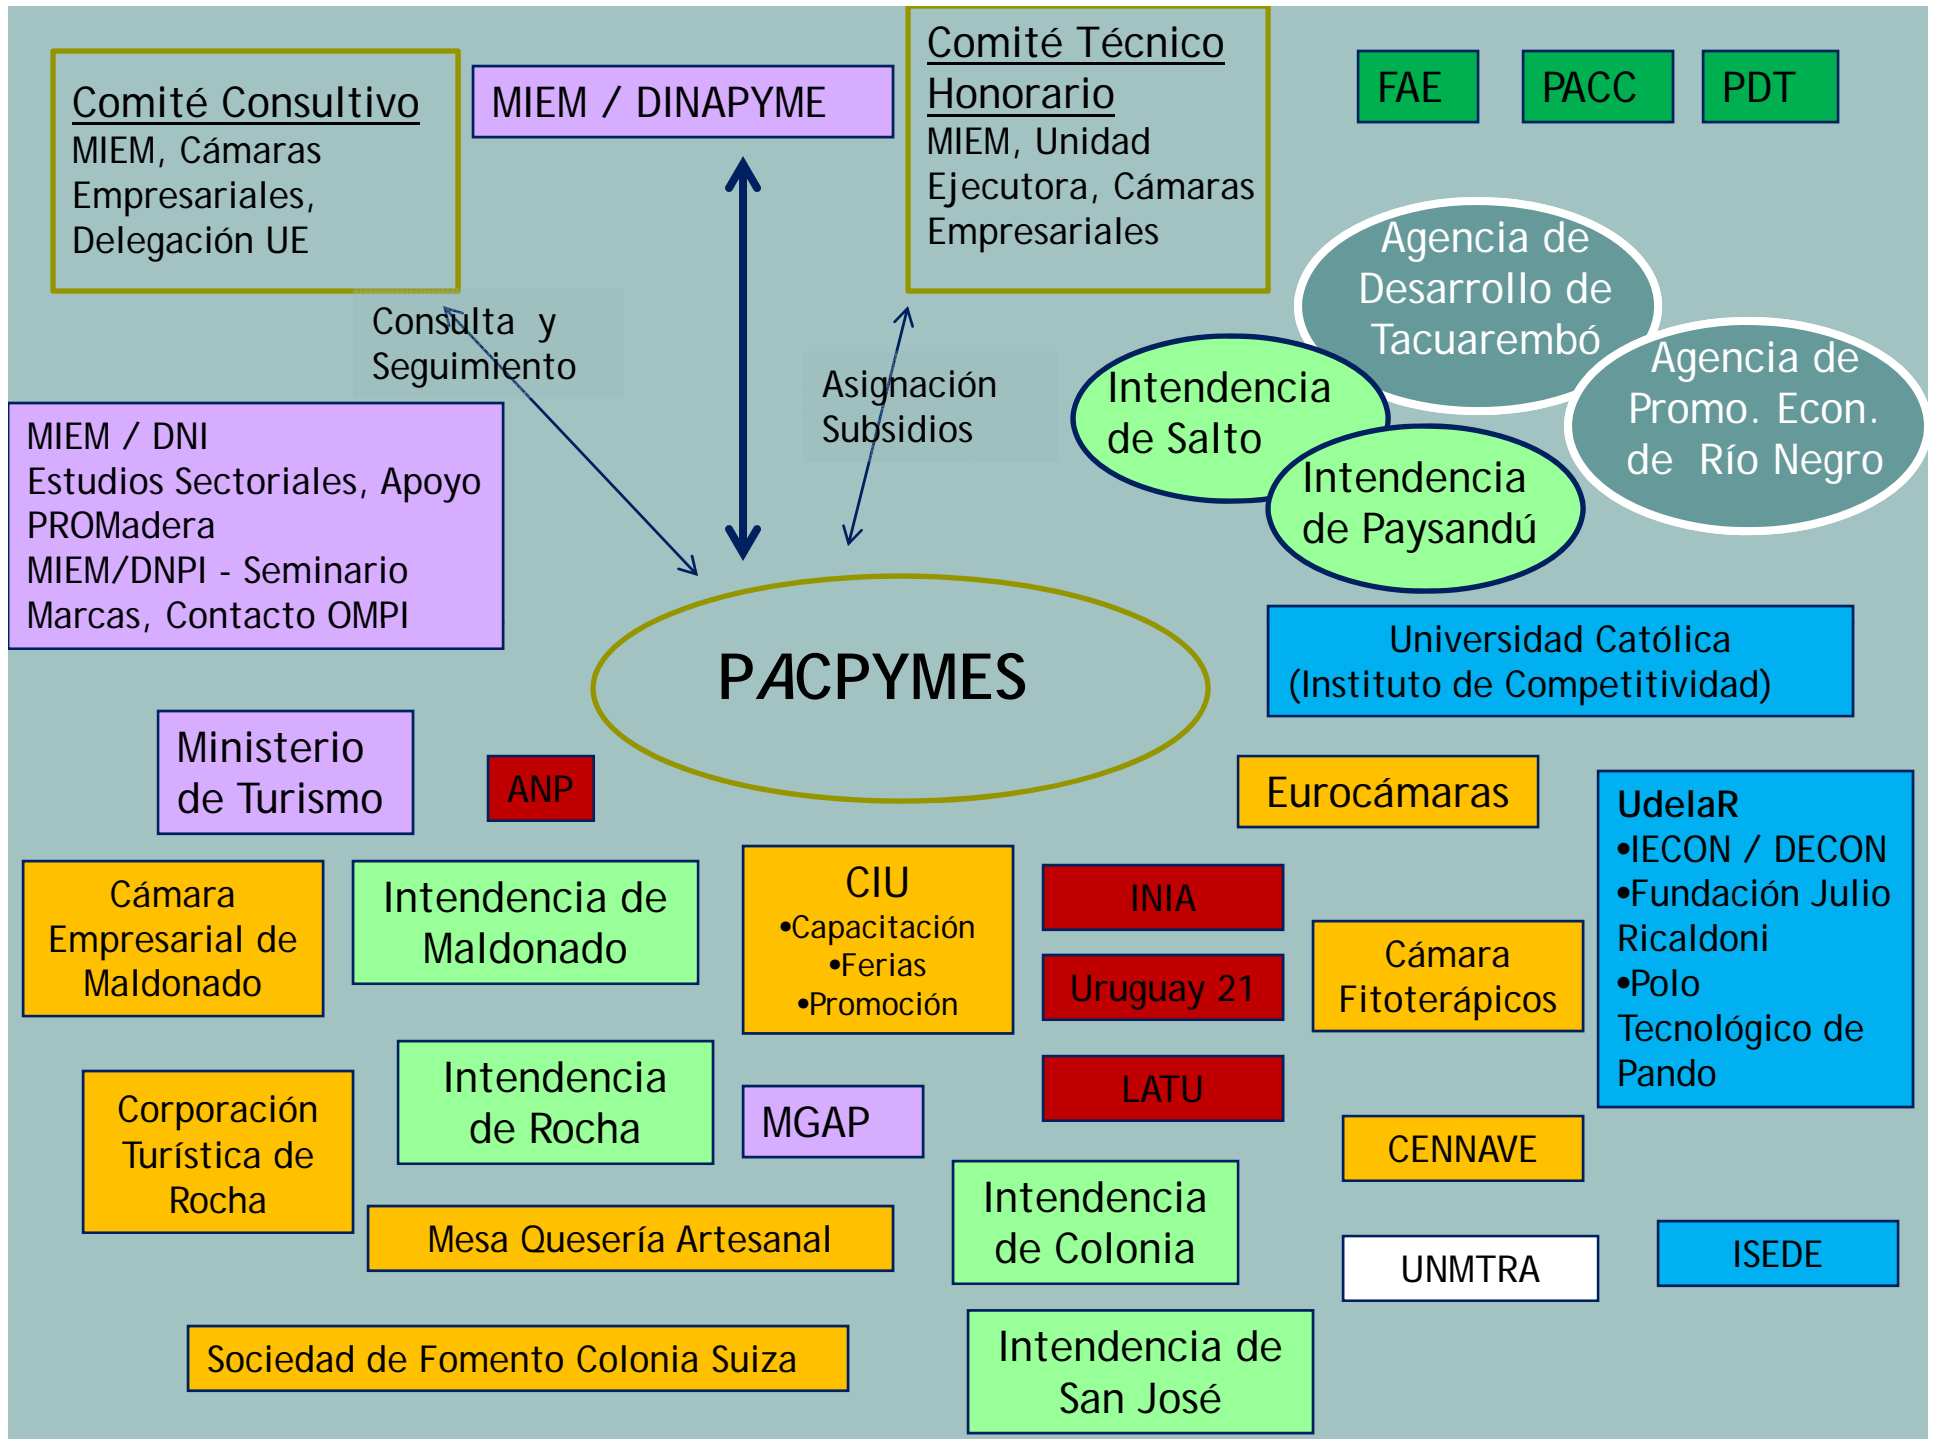 Comité Consultivo
MIEM, Cámaras
Empresariales,
Delegación UE
MIEM / DINAPYME
Comité Técnico
Honorario
MIEM, Unidad
Ejecutora, Cámaras
Empresariales
FAE
PACC
PDT
Agencia de
Desarrollo de
Tacuarembó
Agencia de
Promo. Econ.
de Río Negro
Consulta y
Seguimiento
Asignación
Subsidios
Intendencia
de Salto
Intendencia
de Paysandú
MIEM / DNI
Estudios Sectoriales, Apoyo
PROMadera
MIEM/DNPI - Seminario
Marcas, Contacto OMPI
PACPYMES
Universidad Católica
(Instituto de Competitividad)
Ministerio
de Turismo
ANP
Eurocámaras
UdelaR
•IECON / DECON
•Fundación Julio
Ricaldoni
•Polo
Tecnológico de
Pando
Cámara
Empresarial de
Maldonado
Intendencia de
Maldonado
CIU
•Capacitación
•Ferias
•Promoción
INIA
Uruguay 21
LATU
Cámara
Fitoterápicos
Corporación
Turística de
Rocha
Intendencia
de Rocha
MGAP
CENNAVE
Mesa Quesería Artesanal
Intendencia
de Colonia
UNMTRA
ISEDE
Sociedad de Fomento Colonia Suiza
Intendencia de
San José